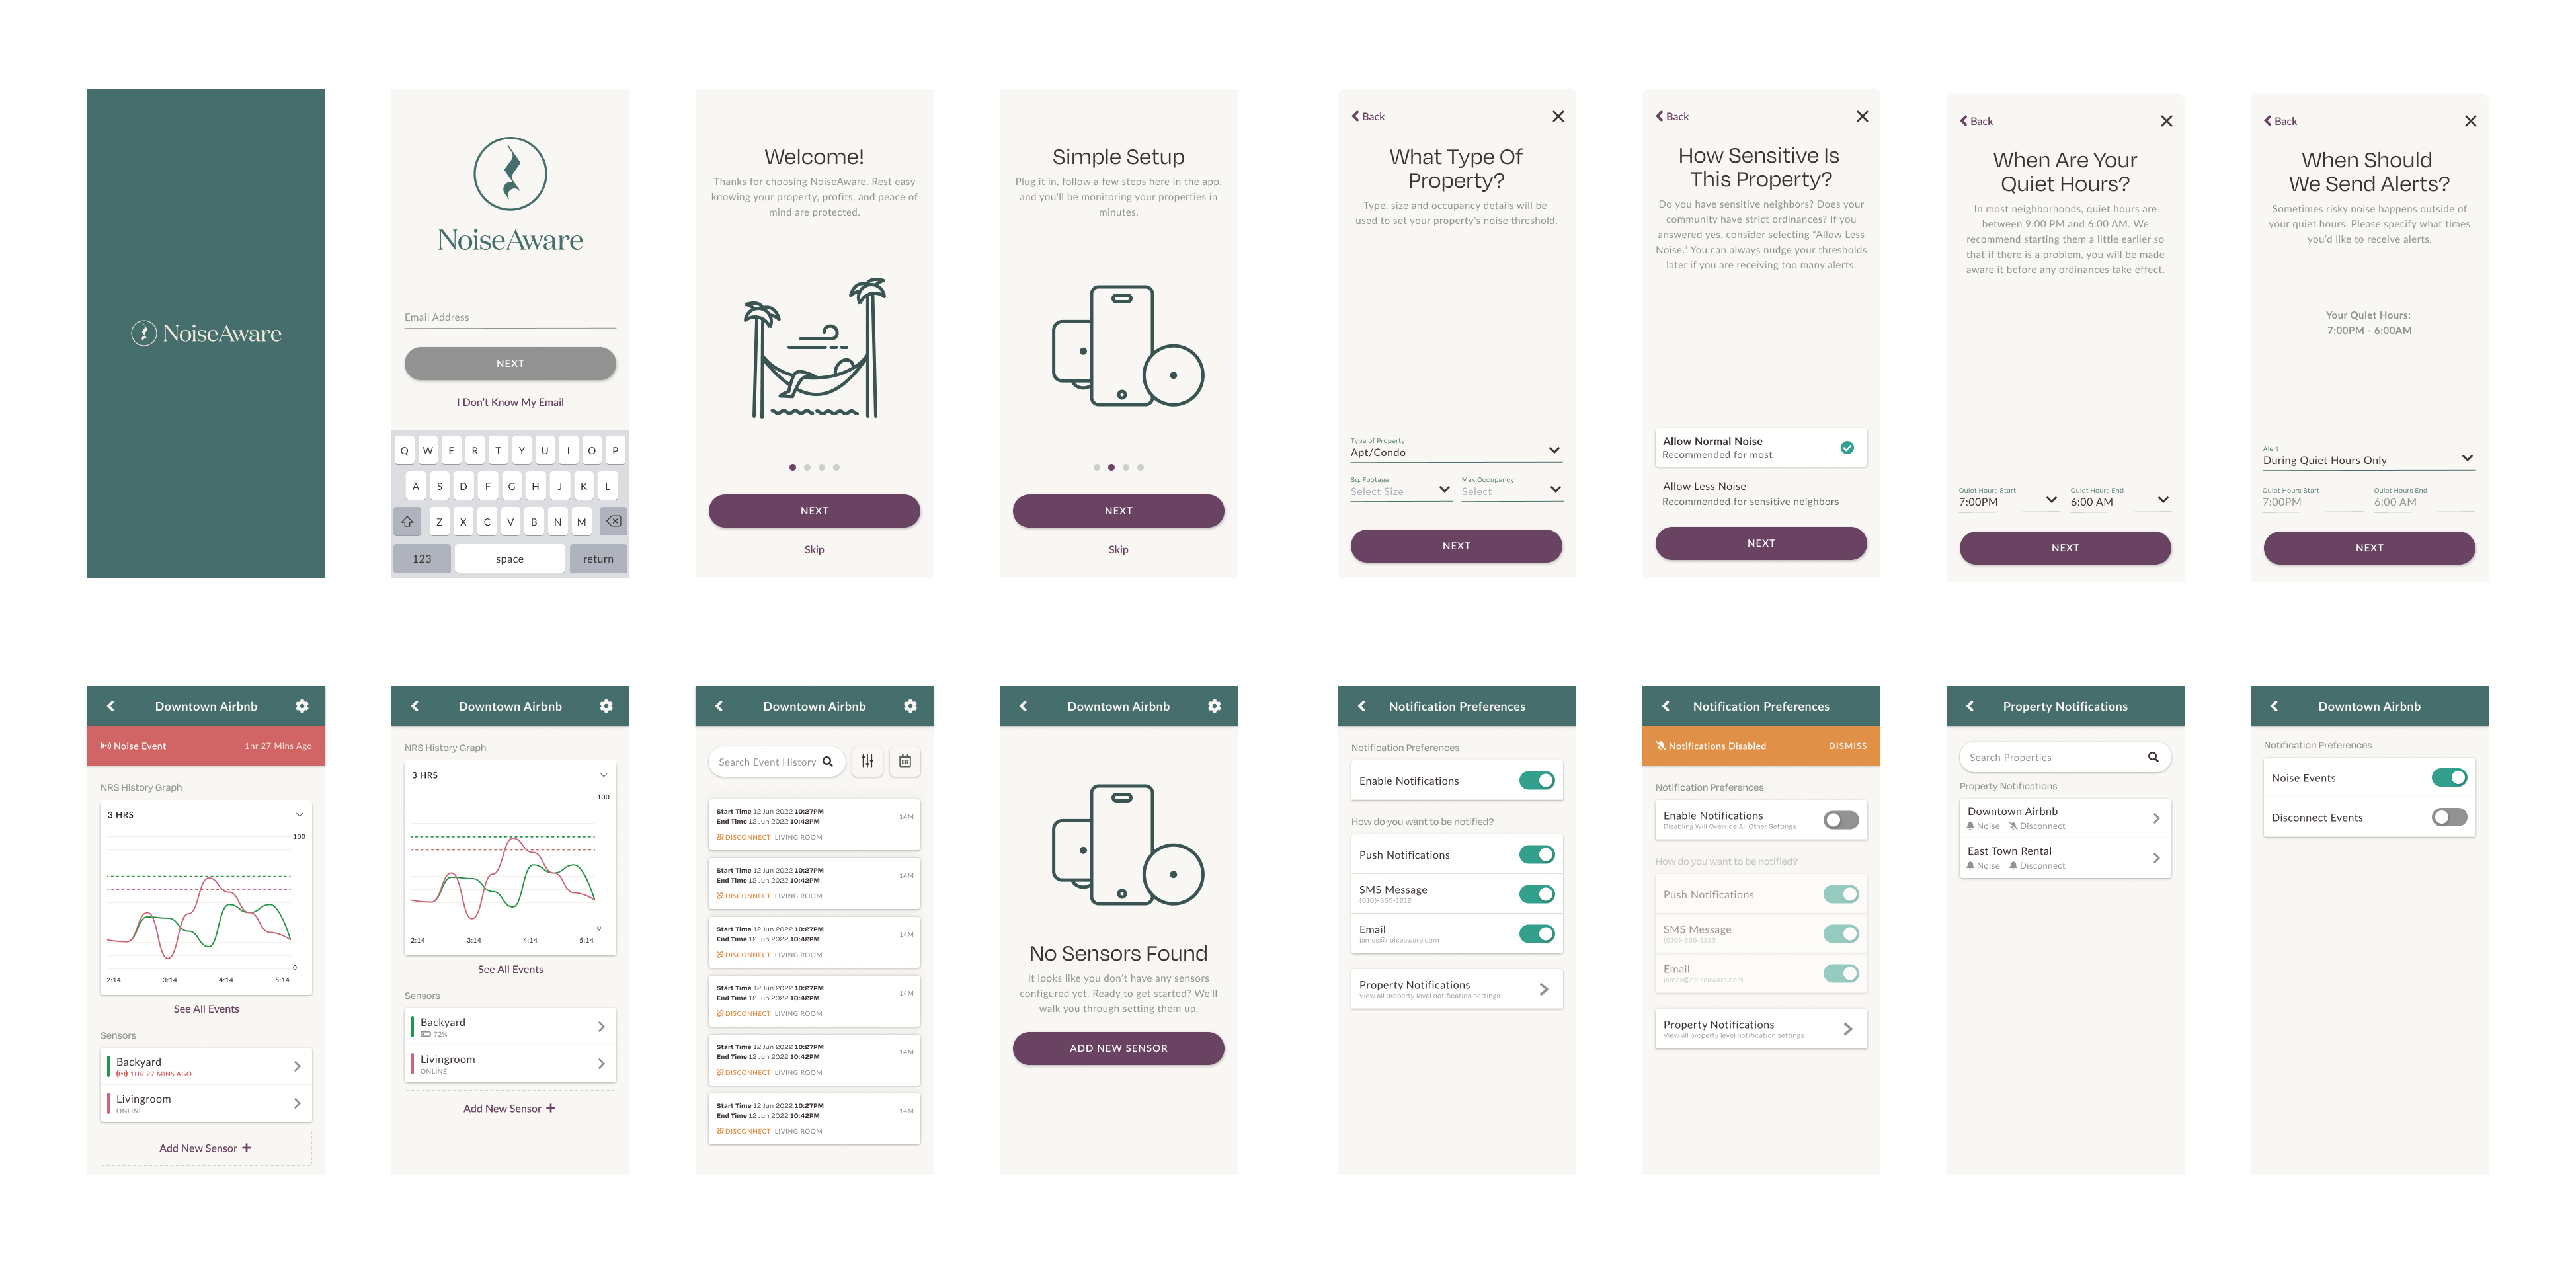 NoiseAware
NoiseAware
Email Address
NEXT
I Don't Know My Email
Q W E R T Y U I O P
A S D F G H J K L
Z X C V B N M
123 space return
Welcome!
Thanks for choosing NoiseAware. Rest easy
knowing your property, profits, and peace of
mind are protected.
NEXT
Skip
Simple Setup
Plug it in, follow a few steps here in the app,
and you'll be monitoring your properties in
minutes.
NEXT
Skip
Back
What Type Of
Property?
Type, size and occupancy details will be
used to set your property's noise threshold.
Type of Property
Apt/Condo
Sq. Footage Max Occupancy
Select Size Select
NEXT
Back
How Sensitive Is
This Property?
Do you have sensitive neighbors? Does your
community have strict ordinances? If you
answered yes, consider selecting "Allow Less
Noise." You can always nudge your thresholds
later if you are receiving too many alerts.
Allow Normal Noise
Recommended for most
Allow Less Noise
Recommended for sensitive neighbors
NEXT
Back
When Are Your
Quiet Hours?
In most neighborhoods, quiet hours are
between 9:00 PM and 6:00 AM. We
recommend starting them a little earlier so
that if there is a problem, you will be made
aware it before any ordinances take effect.
Quiet Hours Start Quiet Hours End
7:00PM 6:00 AM
NEXT
Back
When Should
We Send Alerts?
Sometimes risky noise happens outside of
your quiet hours. Please specify what times
you'd like to receive alerts.
Your Quiet Hours:
7:00PM - 6:00AM
Alert
During Quiet Hours Only
Quiet Hours Start Quiet Hours End
7:00PM 6:00 AM
NEXT
Downtown Airbnb
Noise Event 1hr 27 Mins Ago
NRS History Graph
3 HRS
100
0
2:14 3:14 4:14 5:14
See All Events
Sensors
Backyard
1HR 27 MINS AGO
Livingroom
ONLINE
Add New Sensor +
Downtown Airbnb
NRS History Graph
3 HRS
100
0
2:14 3:14 4:14 5:14
See All Events
Sensors
Backyard
72%
Livingroom
ONLINE
Add New Sensor +
Downtown Airbnb
Search Event History
Start Time 12 Jun 2022 10:27PM 14M
End Time 12 Jun 2022 10:42PM
DISCONNECT LIVING ROOM
Start Time 12 Jun 2022 10:27PM 14M
End Time 12 Jun 2022 10:42PM
DISCONNECT LIVING ROOM
Start Time 12 Jun 2022 10:27PM 14M
End Time 12 Jun 2022 10:42PM
DISCONNECT LIVING ROOM
Start Time 12 Jun 2022 10:27PM 14M
End Time 12 Jun 2022 10:42PM
DISCONNECT LIVING ROOM
Start Time 12 Jun 2022 10:27PM 14M
End Time 12 Jun 2022 10:42PM
DISCONNECT LIVING ROOM
Start Time 12 Jun 2022 10:27PM 14M
End Time 12 Jun 2022 10:42PM
DISCONNECT LIVING ROOM
Downtown Airbnb
No Sensors Found
It looks like you don't have any sensors
configured yet. Ready to get started? We'll
walk you through setting them up.
ADD NEW SENSOR
Notification Preferences
Notification Preferences
Enable Notifications
How do you want to be notified?
Push Notifications
SMS Message
(616)-555-1212
Email
james@noiseaware.com
Property Notifications
View all property level notification settings
Notification Preferences
Notifications Disabled DISMISS
Notification Preferences
Enable Notifications
Disabling Will Override All Other Settings
How do you want to be notified?
Push Notifications
SMS Message
(616)-555-1212
Email
james@noiseaware.com
Property Notifications
View all property level notification settings
Property Notifications
Search Properties
Property Notifications
Downtown Airbnb
Noise Disconnect
East Town Rental
Noise Disconnect
Downtown Airbnb
Notification Preferences
Noise Events
Disconnect Events